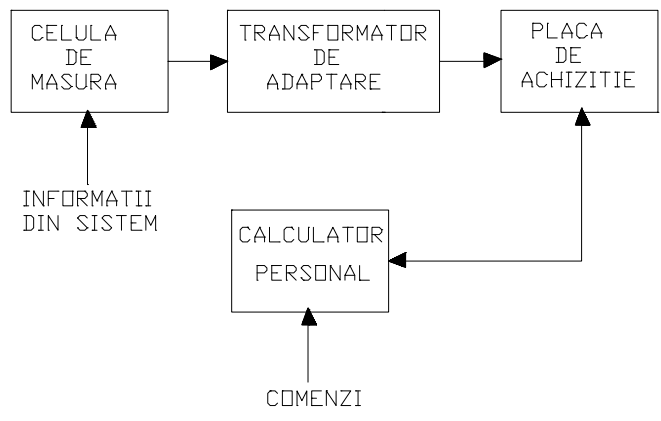 CELULA
DE
MASURA
TRANSFORMATOR
DE
ADAPTARE
PLACA
DE
ACHIZITIE
INFORMATII
DIN SISTEM
CALCULATOR
PERSONAL
COMENZI